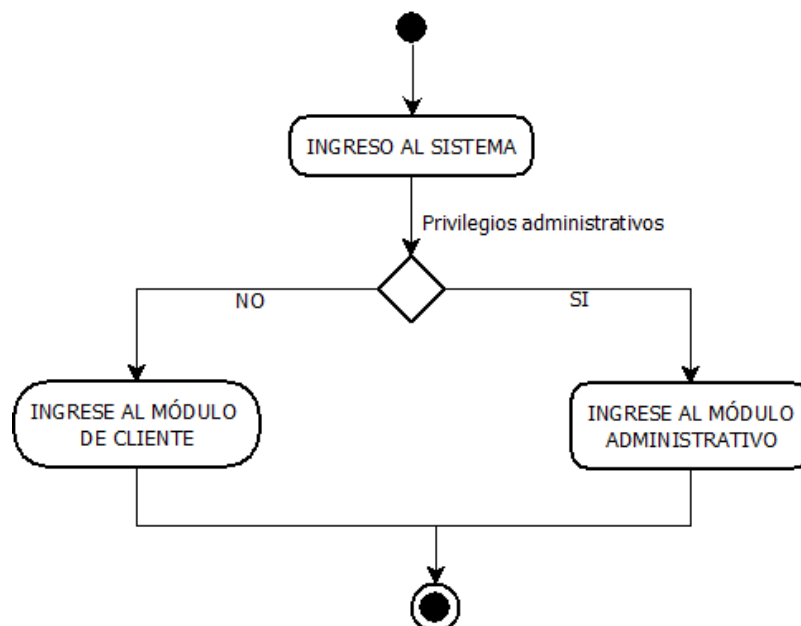 INGRESO AL SISTEMA
Privilegios administrativos
NO
SI
INGRESE AL MÓDULO
DE CLIENTE
INGRESE AL MÓDULO
ADMINISTRATIVO